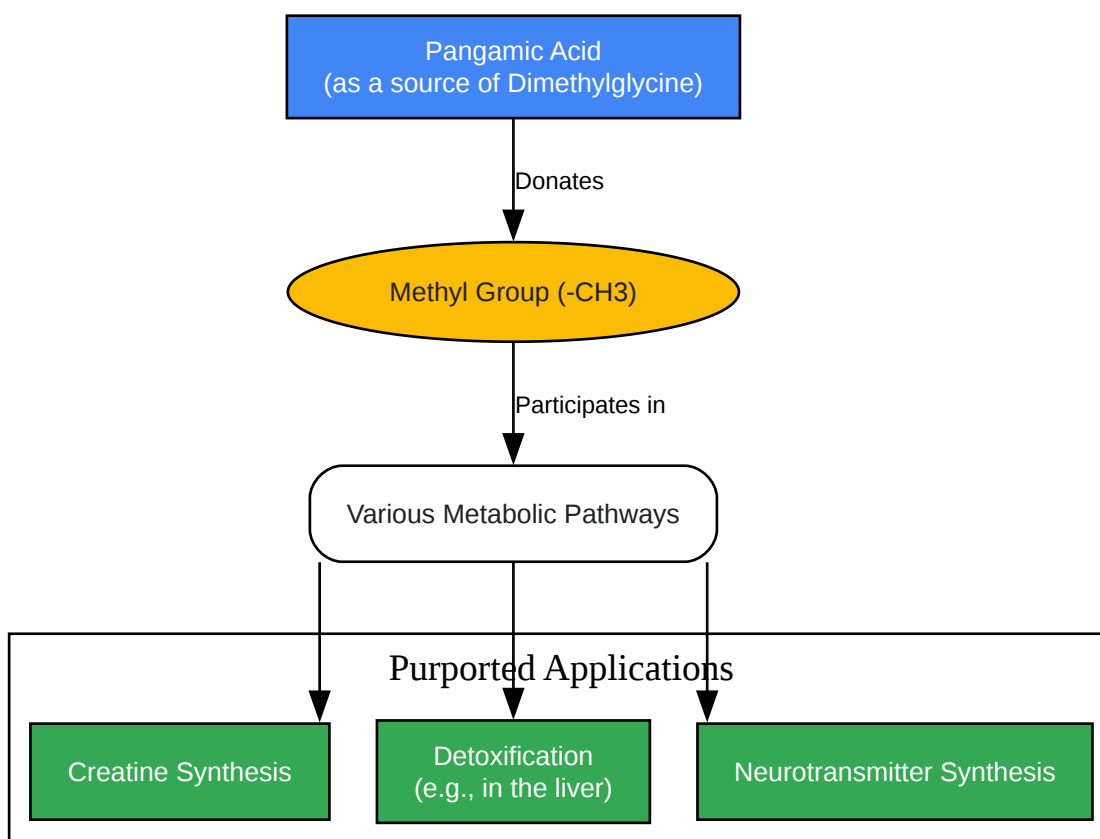 Pangamic Acid
(as a source of Dimethylglycine)
Donates
Methyl Group (-CH3)
Participates in
Various Metabolic Pathways
Purported Applications
Creatine Synthesis
Detoxification
(e.g., in the liver)
Neurotransmitter Synthesis